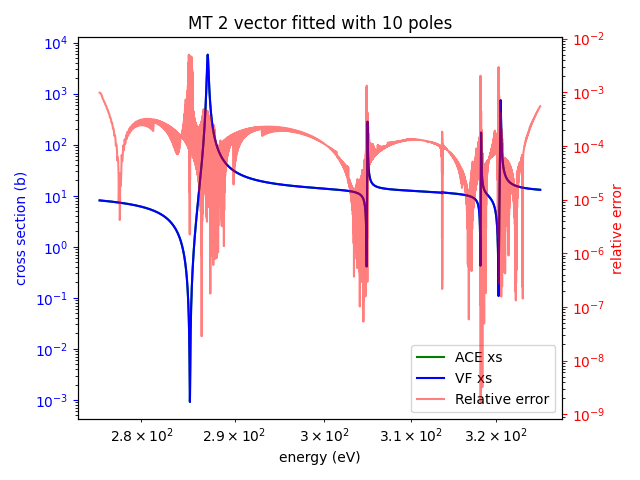 MT 2 vector fitted with 10 poles
cross section (b)
10⁴
10³
10²
10¹
10⁰
10⁻¹
10⁻²
10⁻³
10⁻²
10⁻³
10⁻⁴
10⁻⁵
10⁻⁶
10⁻⁷
10⁻⁸
10⁻⁹
relative error
ACE xs
VF xs
Relative error
2.8 × 10² 2.9 × 10² 3 × 10² 3.1 × 10² 3.2 × 10²
energy (eV)